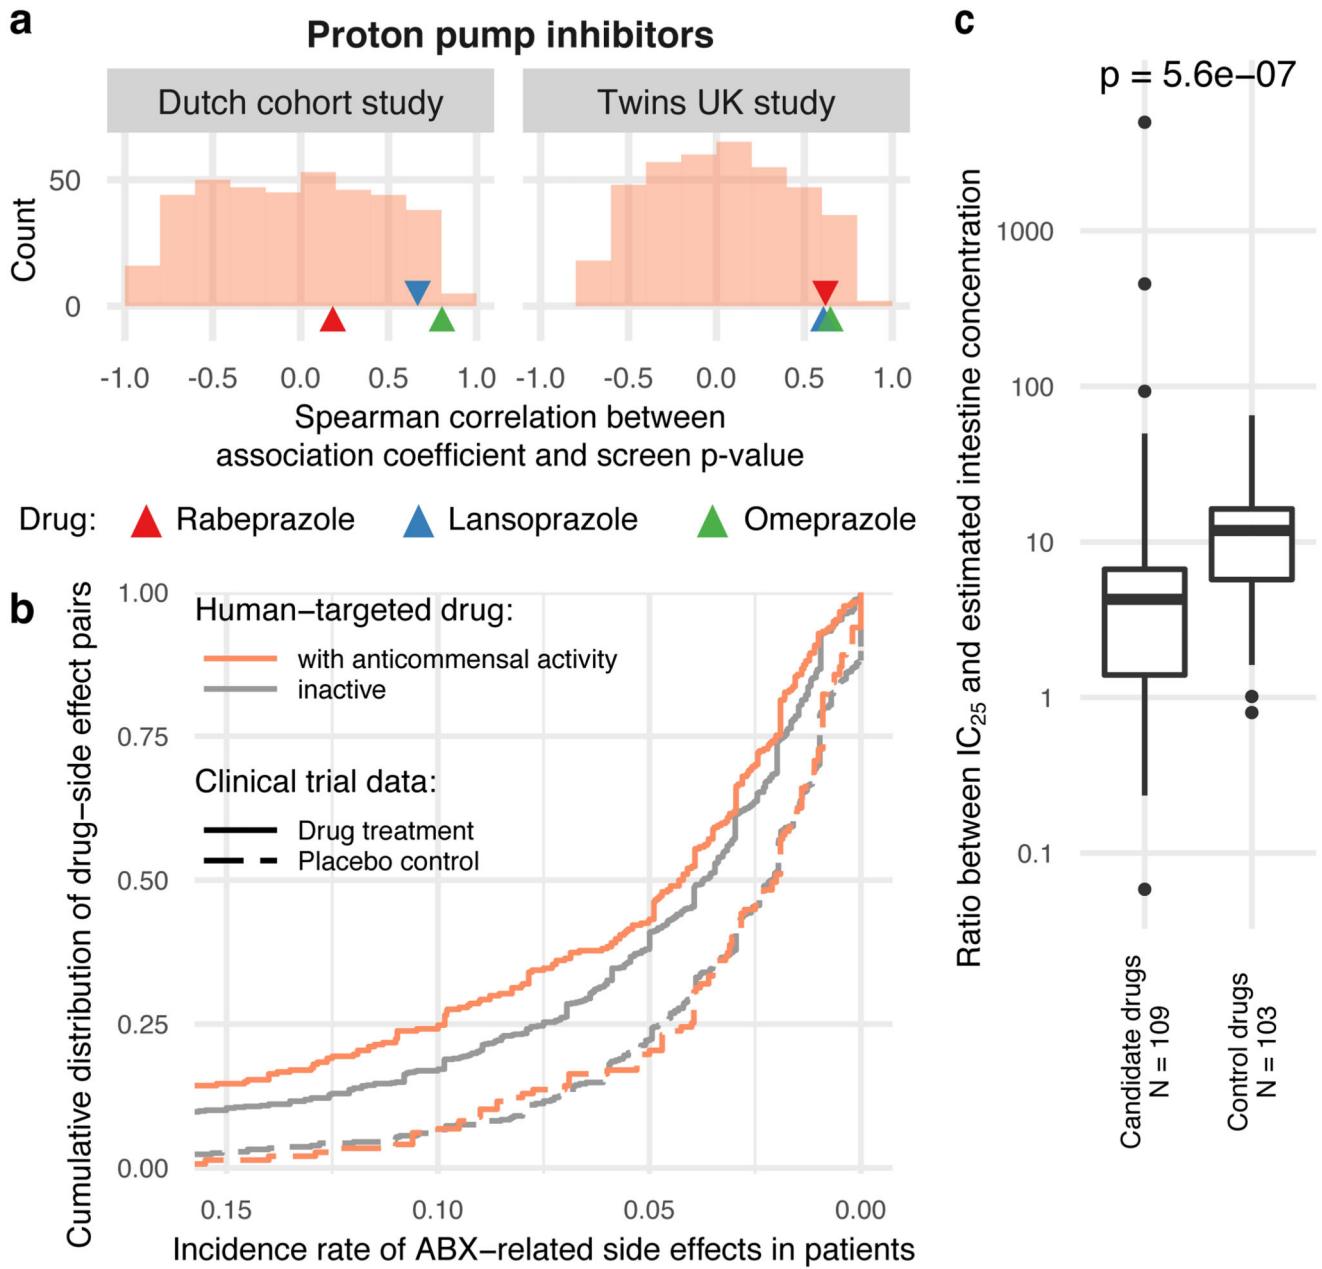 a
Proton pump inhibitors
Dutch cohort study
Twins UK study
50
0
Count
-1.0 -0.5 0.0 0.5 1.0
-1.0 -0.5 0.0 0.5 1.0
Spearman correlation between
association coefficient and screen p-value
Drug: Rabeprazole Lansoprazole Omeprazole
b
Cumulative distribution of drug−side effect pairs
1.00
0.75
0.50
0.25
0.00
Human−targeted drug:
with anticommensal activity
inactive
Clinical trial data:
Drug treatment
Placebo control
0.15 0.10 0.05 0.00
Incidence rate of ABX−related side effects in patients
c
p = 5.6e−07
Ratio between IC25 and estimated intestine concentration
1000
100
10
1
0.1
Candidate drugs
N = 109
Control drugs
N = 103